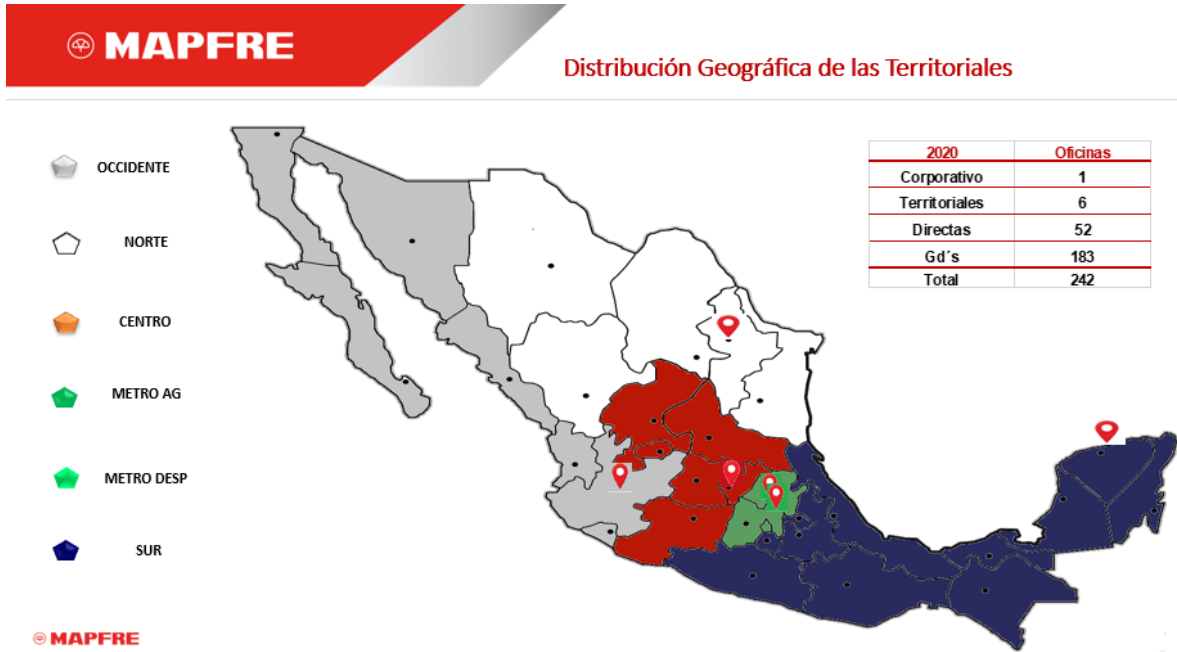 MAPFRE
Distribución Geográfica de las Territoriales
OCCIDENTE
NORTE
CENTRO
METRO AG
METRO DESP
SUR
2020 Oficinas
Corporativo 1
Territoriales 6
Directas 52
Gd´s 183
Total 242
MAPFRE